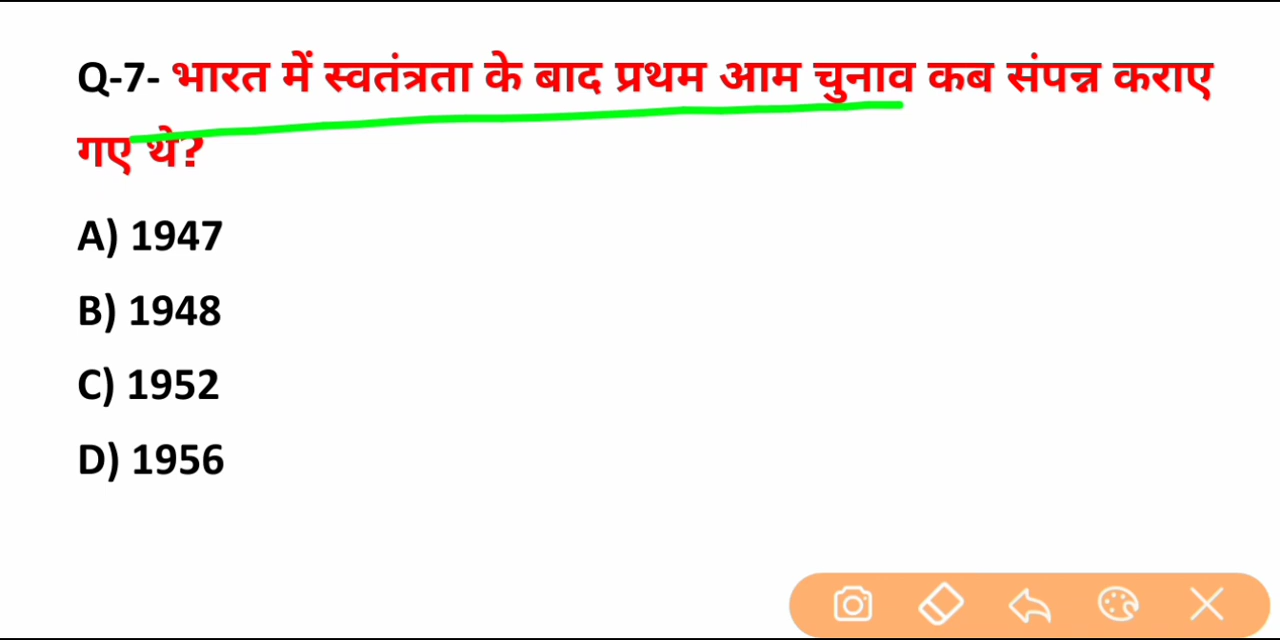 Q-7- भारत में स्वतंत्रता के बाद प्रथम आम चुनाव कब संपन्न कराए
गए थे?
A) 1947
B) 1948
C) 1952
D) 1956